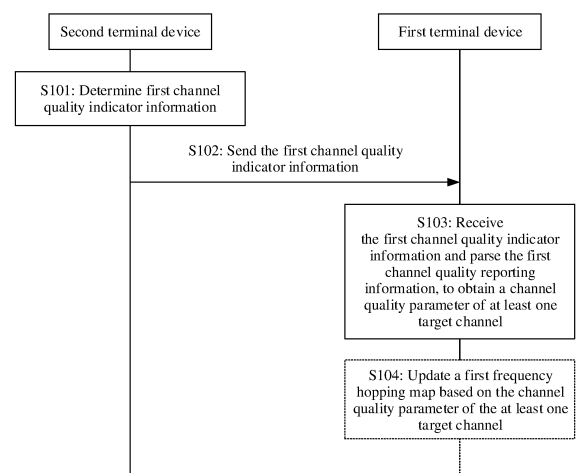 Second terminal device
First terminal device
S101: Determine first channel
quality indicator information
S102: Send the first channel quality
indicator information
S103: Receive
the first channel quality indicator
information and parse the first
channel quality reporting
information, to obtain a channel
quality parameter of at least one
target channel
S104: Update a first frequency
hopping map based on the channel
quality parameter of the at least one
target channel